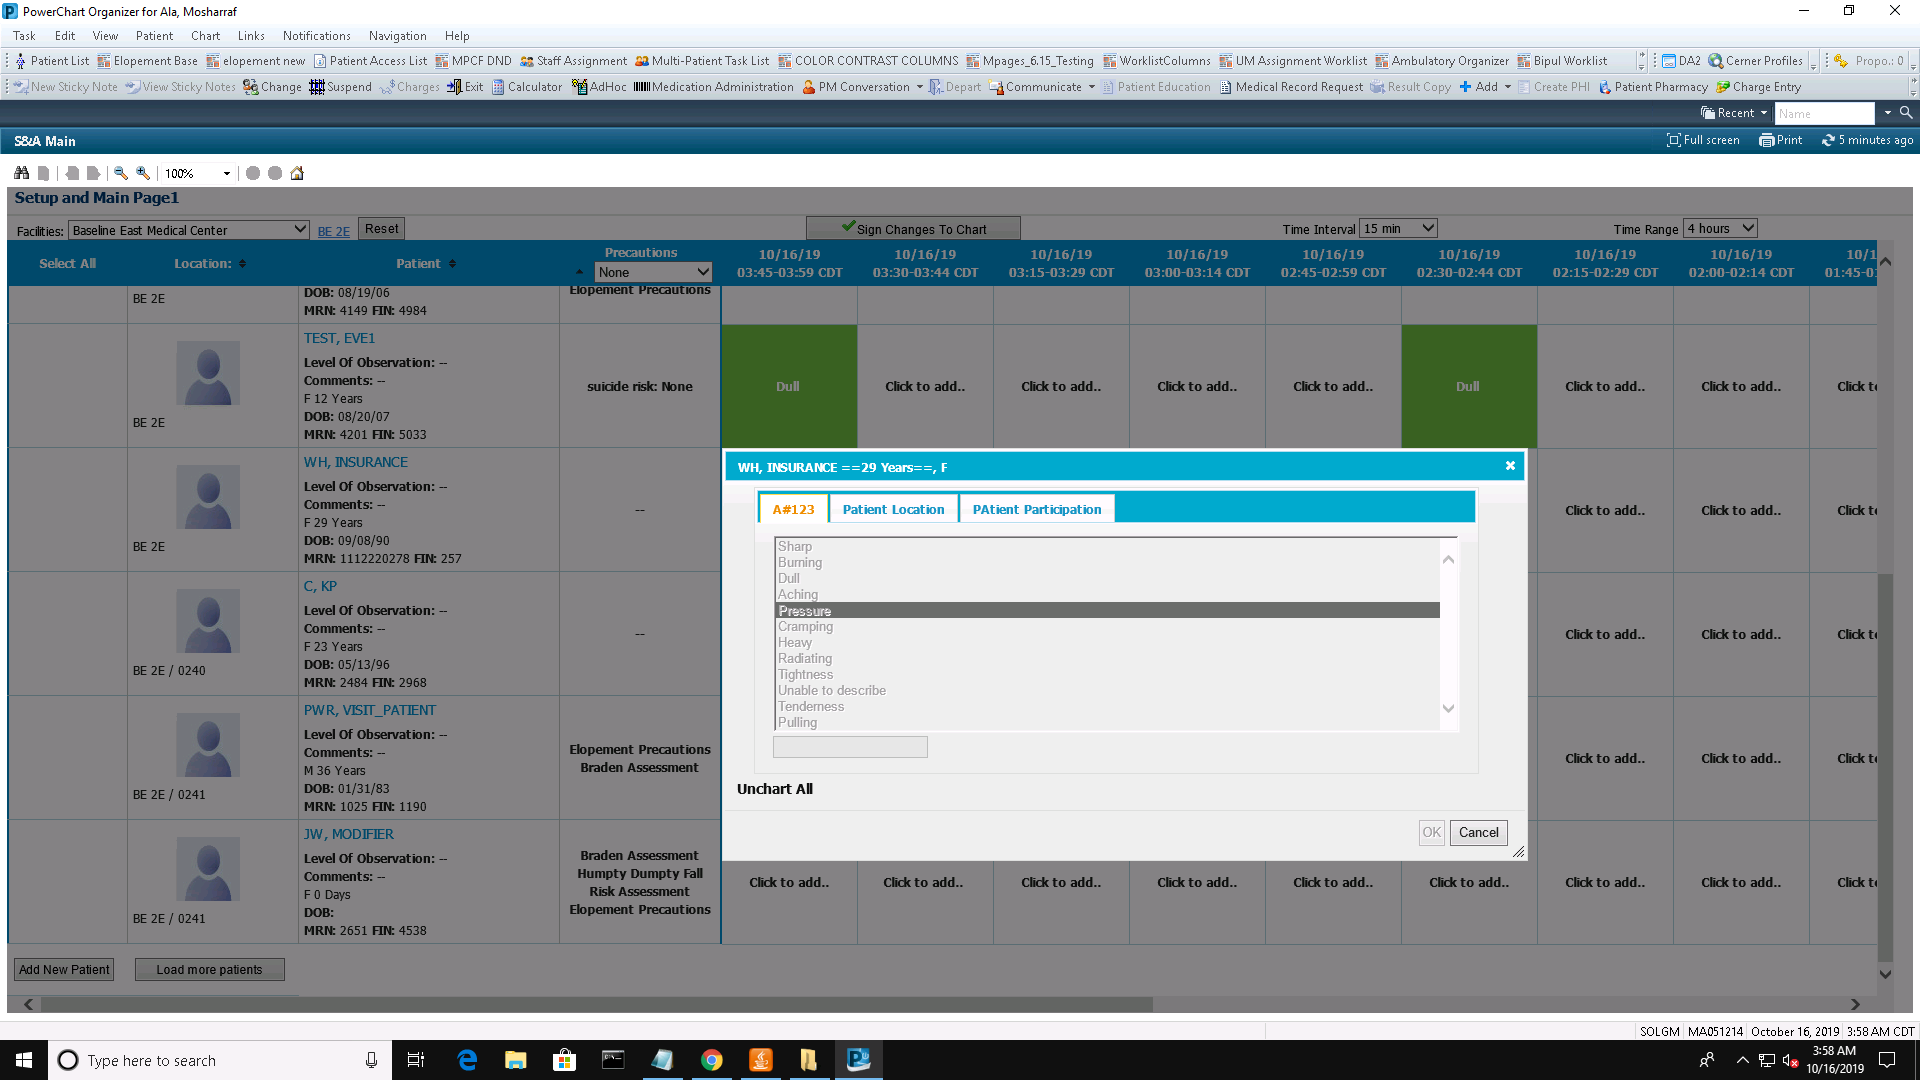 PowerChart Organizer for Ala, Mosharraf
Task Edit View Patient Chart Links Notifications Navigation Help
Patient List Elopement Base elopement new Patient Access List MPCF DND Staff Assignment Multi-Patient Task List COLOR CONTRAST COLUMNS Mpages_6.15_Testing WorklistColumns UM Assignment Worklist Ambulatory Organizer Bipul Worklist DA2 Cerner Profiles Propo.: 0
New Sticky Note View Sticky Notes Change Suspend Charges Exit Calculator AdHoc Medication Administration PM Conversation Depart Communicate Patient Education Medical Record Request Result Copy Add Create PHI Patient Pharmacy Charge Entry
Recent Name
S&A Main Full screen Print 5 minutes ago
100%
Setup and Main Page1
Facilities: Baseline East Medical Center BE 2E Reset Sign Changes To Chart Time Interval 15 min Time Range 4 hours
Select All Location: Patient Precautions None
10/16/19 10/16/19 10/16/19 10/16/19 10/16/19 10/16/19 10/16/19 10/16/19 10/1
03:45-03:59 CDT 03:30-03:44 CDT 03:15-03:29 CDT 03:00-03:14 CDT 02:45-02:59 CDT 02:30-02:44 CDT 02:15-02:29 CDT 02:00-02:14 CDT 01:45-0
BE 2E
DOB: 08/19/06
MRN: 4149 FIN: 4984
Elopement Precautions
BE 2E
TEST, EVE1
Level Of Observation: --
Comments: --
F 12 Years
DOB: 08/20/07
MRN: 4201 FIN: 5033
suicide risk: None
Dull Click to add.. Click to add.. Click to add.. Click to add.. Dull Click to add.. Click to add.. Click t
BE 2E
WH, INSURANCE
Level Of Observation: --
Comments: --
F 29 Years
DOB: 09/08/90
MRN: 1112220278 FIN: 257
--
Click to add.. Click to add.. Click t
BE 2E / 0240
C, KP
Level Of Observation: --
Comments: --
F 23 Years
DOB: 05/13/96
MRN: 2484 FIN: 2968
--
Click to add.. Click to add.. Click t
BE 2E / 0241
PWR, VISIT_PATIENT
Level Of Observation: --
Comments: --
M 36 Years
DOB: 01/31/83
MRN: 1025 FIN: 1190
Elopement Precautions
Braden Assessment
Click to add.. Click to add.. Click t
BE 2E / 0241
JW, MODIFIER
Level Of Observation: --
Comments: --
F 0 Days
DOB:
MRN: 2651 FIN: 4538
Braden Assessment
Humpty Dumpty Fall
Risk Assessment
Elopement Precautions
Click to add.. Click to add.. Click to add.. Click to add.. Click to add.. Click to add.. Click to add.. Click to add.. Click t
WH, INSURANCE ==29 Years==, F
A#123 Patient Location PAtient Participation
Sharp
Burning
Dull
Aching
Pressure
Cramping
Heavy
Radiating
Tightness
Unable to describe
Tenderness
Pulling
Unchart All
OK Cancel
Add New Patient Load more patients
SOLGM MA051214 October 16, 2019 3:58 AM CDT
Type here to search
3:58 AM
10/16/2019